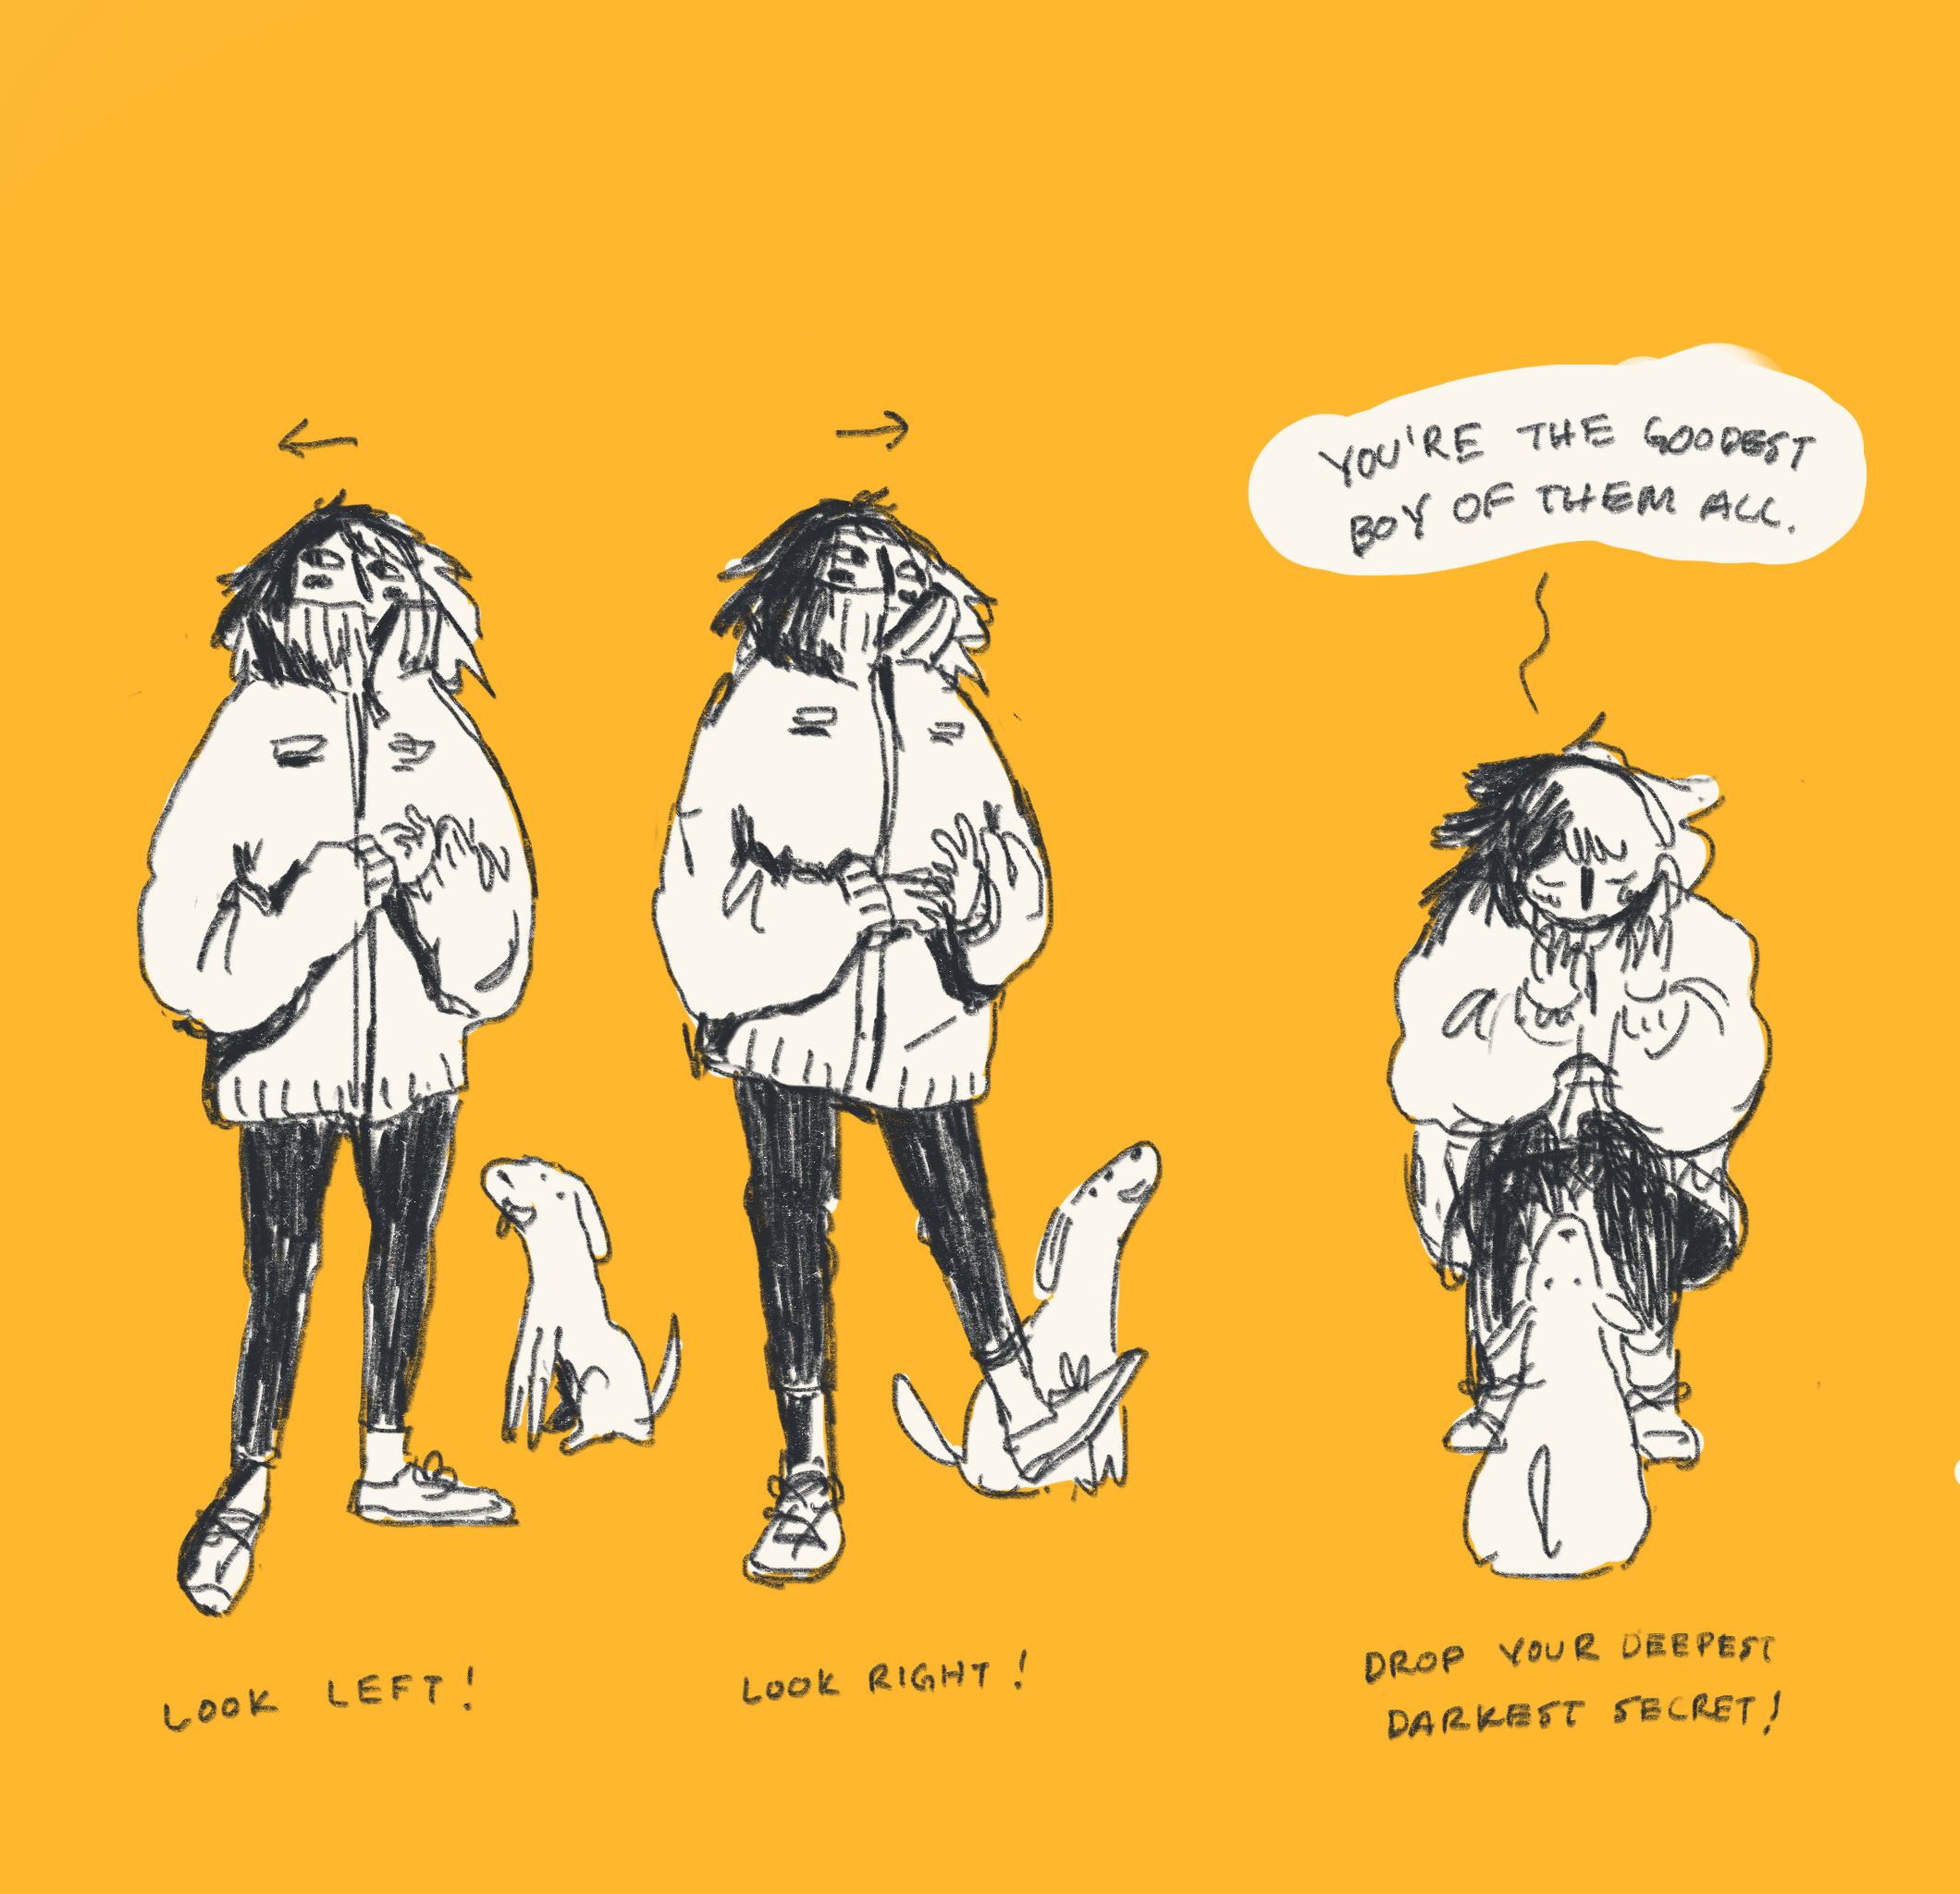 YOU'RE THE GOODEST
BOY OF THEM ALL.
LOOK LEFT!
LOOK RIGHT!
DROP YOUR DEEPEST
DARKEST SECRET!